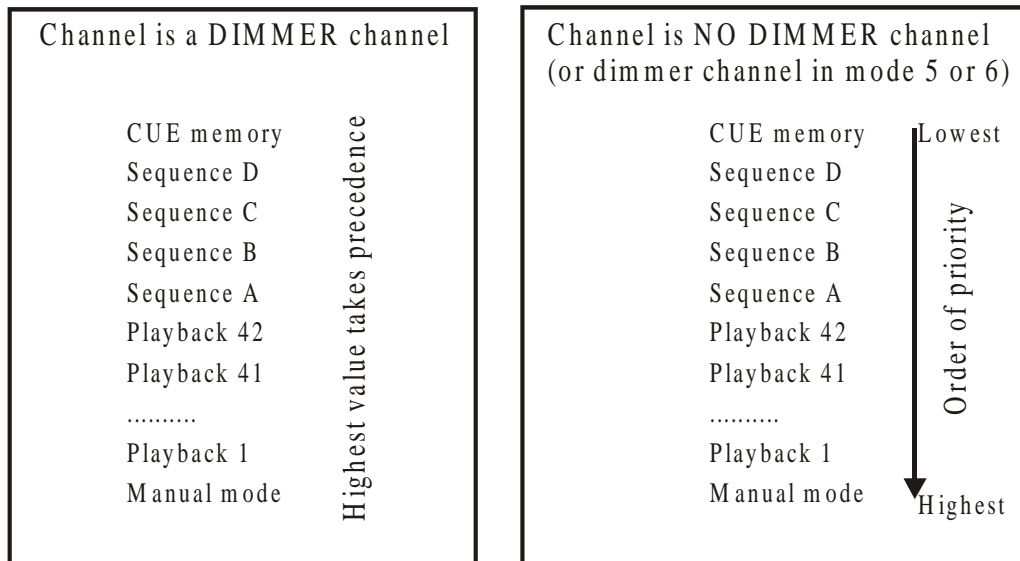 Channel is a DIMMER channel
CUE memory
Sequence D
Sequence C
Sequence B
Sequence A
Playback 42
Playback 41
..........
Playback 1
Manual mode
Highest value takes precedence
Channel is NO DIMMER channel
(or dimmer channel in mode 5 or 6)
CUE memory
Sequence D
Sequence C
Sequence B
Sequence A
Playback 42
Playback 41
..........
Playback 1
Manual mode
Lowest
Order of priority
Highest